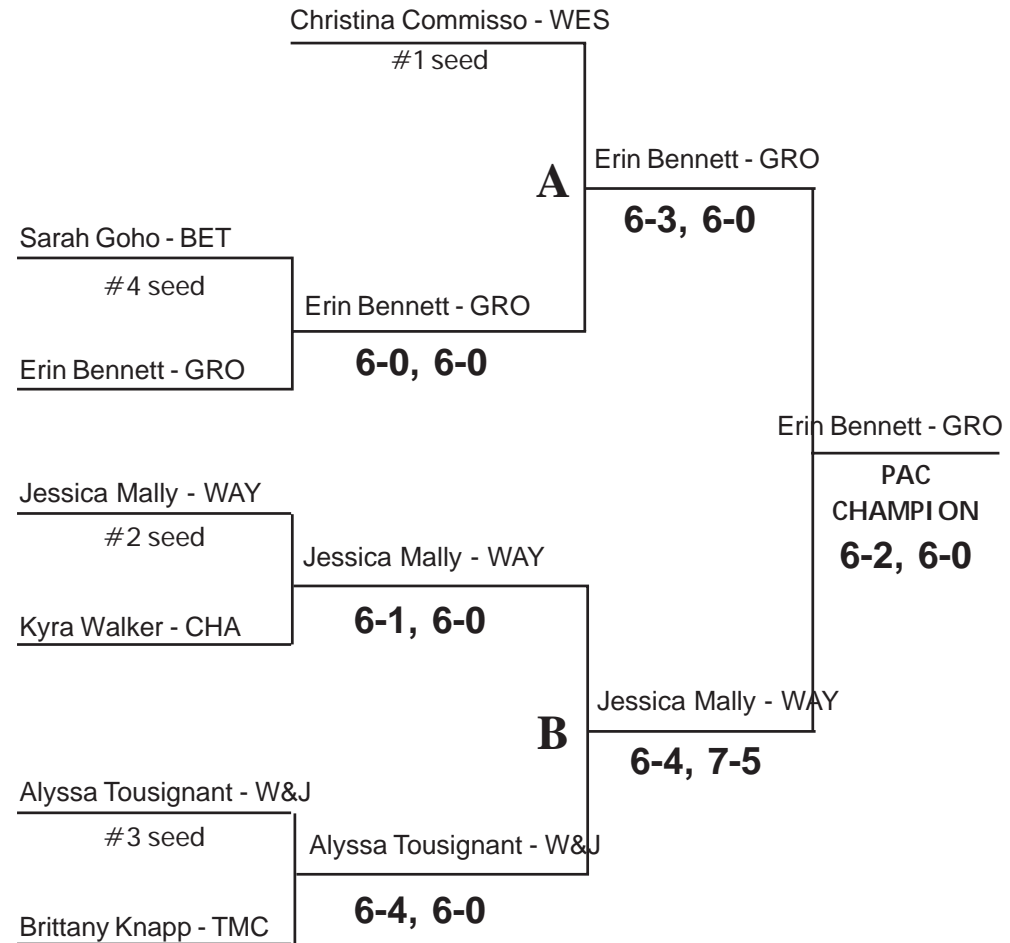 Christina Commisso - WES
#1 seed
A
Erin Bennett - GRO
6-3, 6-0
Sarah Goho - BET
#4 seed
Erin Bennett - GRO
6-0, 6-0
Erin Bennett - GRO
Erin Bennett - GRO
PAC
CHAMPION
6-2, 6-0
Jessica Mally - WAY
#2 seed
Jessica Mally - WAY
6-1, 6-0
Kyra Walker - CHA
B
Jessica Mally - WAY
6-4, 7-5
Alyssa Tousignant - W&J
#3 seed
Alyssa Tousignant - W&J
6-4, 6-0
Brittany Knapp - TMC